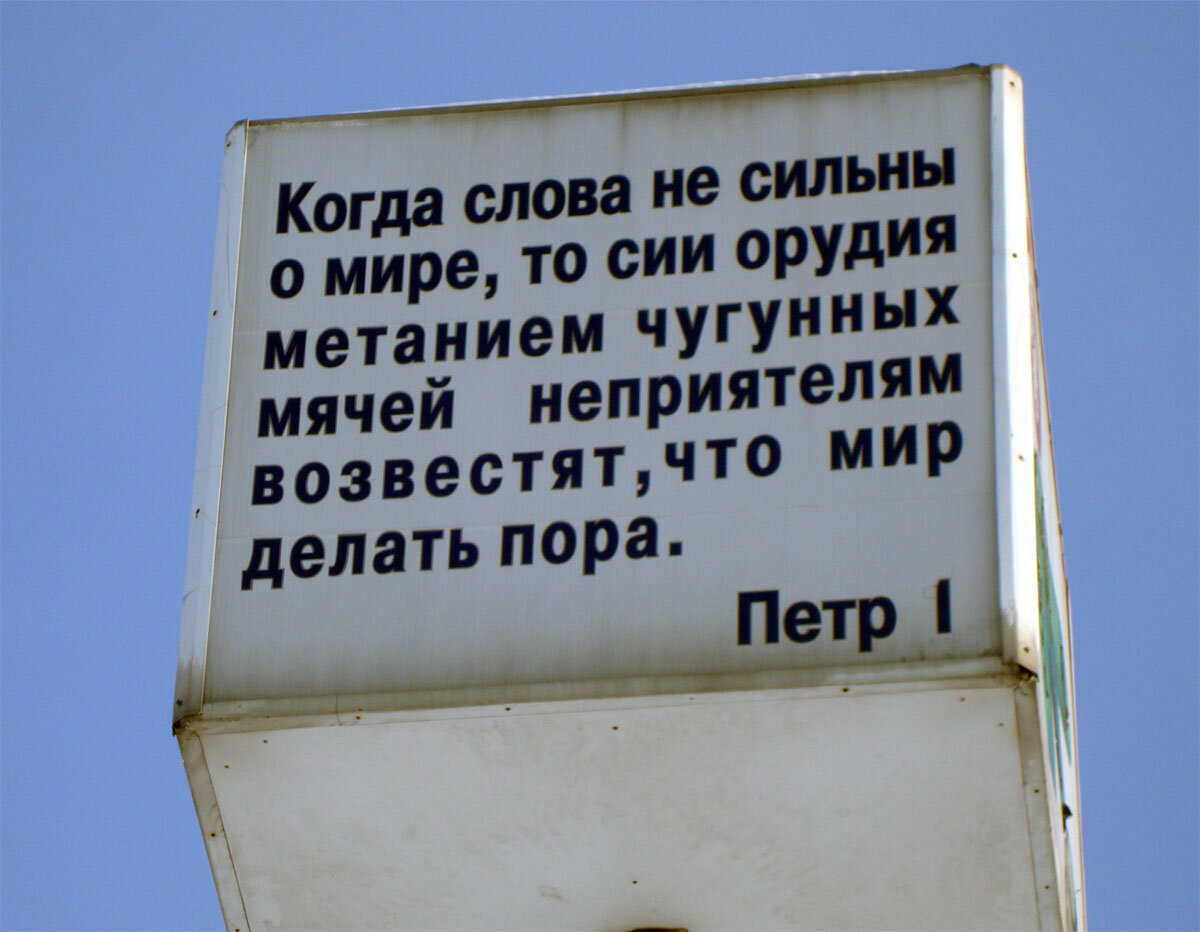 Когда слова не сильны
о мире, то сии орудия
метанием чугунных
мячей неприятелям
возвестят,что мир
делать пора.
Петр I